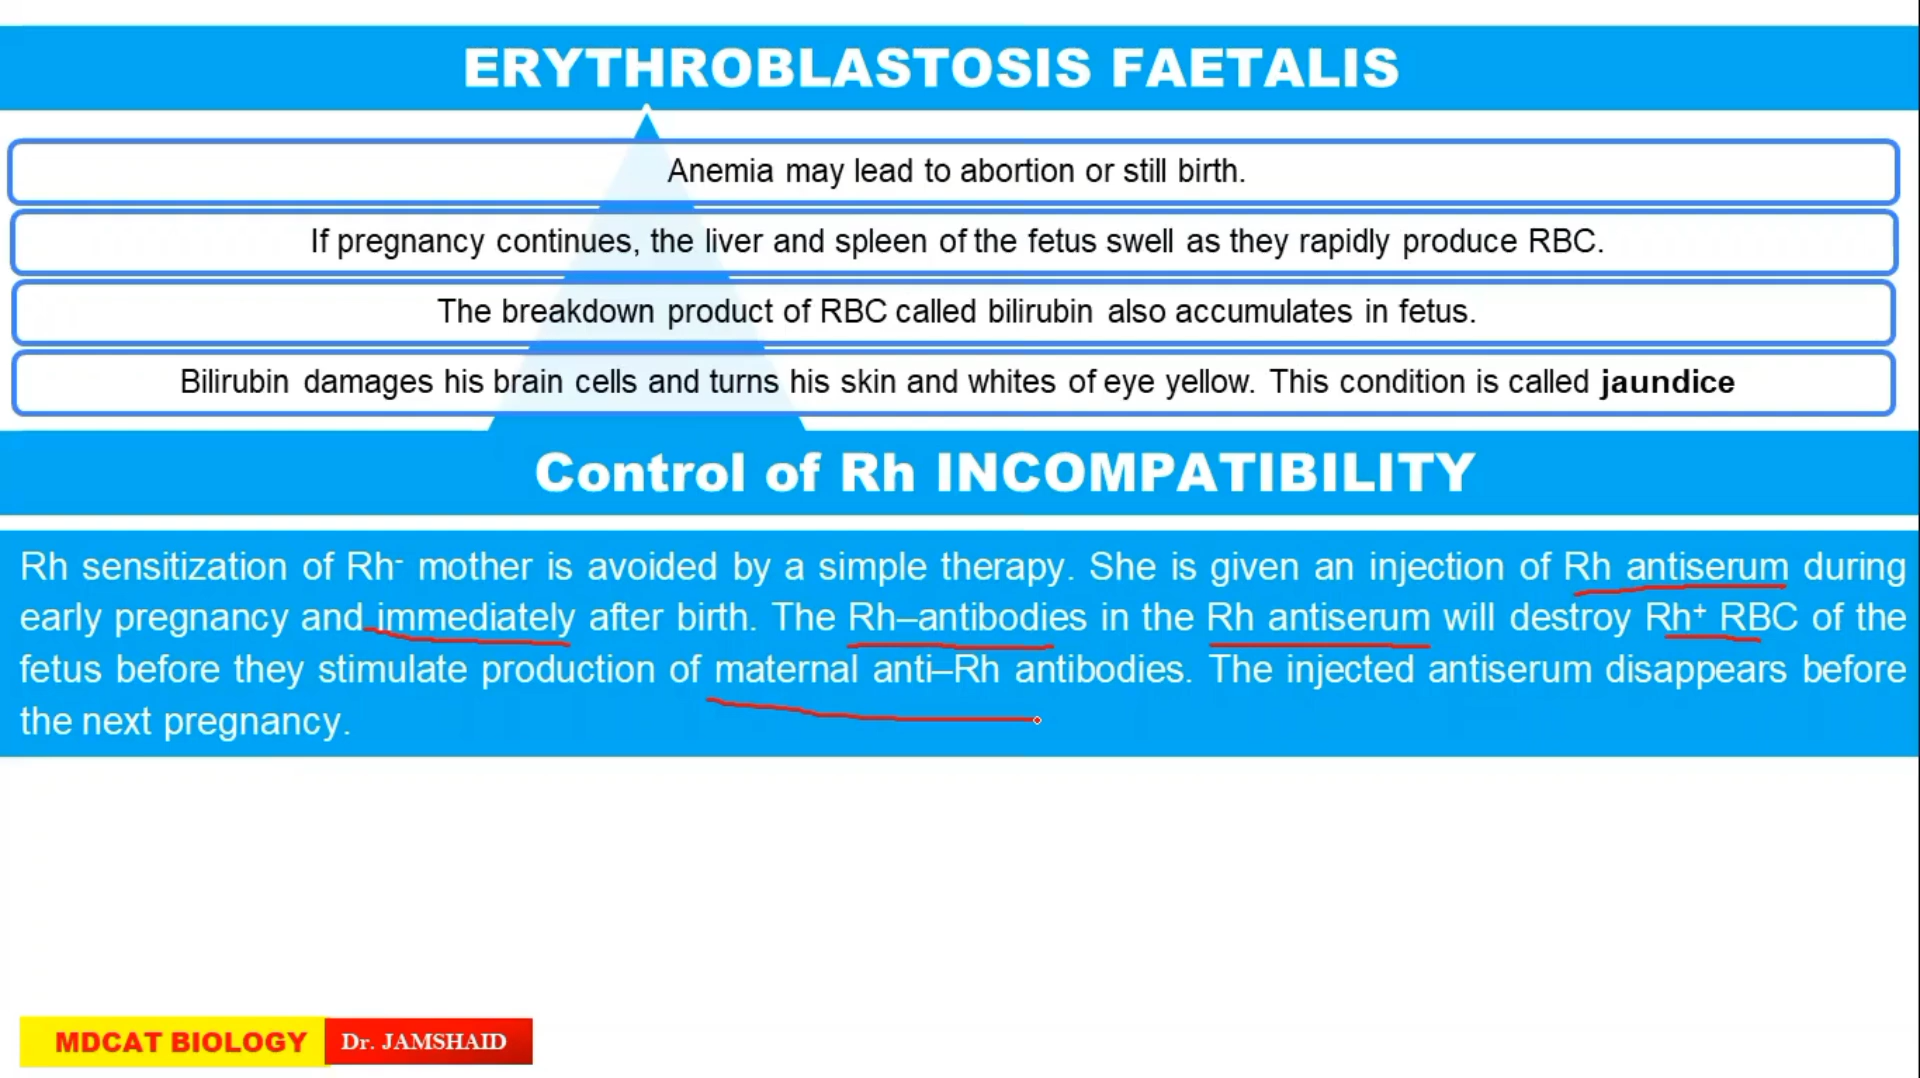 ERYTHROBLASTOSIS FAETALIS
Anemia may lead to abortion or still birth.
If pregnancy continues, the liver and spleen of the fetus swell as they rapidly produce RBC.
The breakdown product of RBC called bilirubin also accumulates in fetus.
Bilirubin damages his brain cells and turns his skin and whites of eye yellow. This condition is called jaundice
Control of Rh INCOMPATIBILITY
Rh sensitization of Rh⁻ mother is avoided by a simple therapy. She is given an injection of Rh antiserum during
early pregnancy and immediately after birth. The Rh–antibodies in the Rh antiserum will destroy Rh⁺ RBC of the
fetus before they stimulate production of maternal anti–Rh antibodies. The injected antiserum disappears before
the next pregnancy.
MDCAT BIOLOGY Dr. JAMSHAID